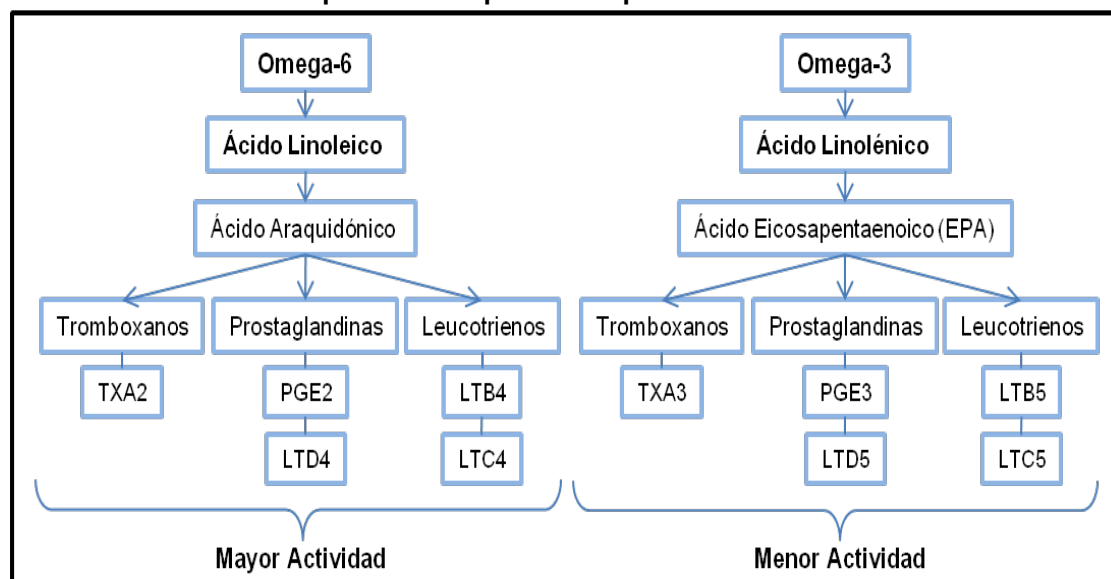 Omega-6
Omega-3
Ácido Linoleico
Ácido Linolénico
Ácido Araquidónico
Ácido Eicosapentaenoico (EPA)
Tromboxanos
Prostaglandinas
Leucotrienos
Tromboxanos
Prostaglandinas
Leucotrienos
TXA2
PGE2
LTB4
TXA3
PGE3
LTB5
LTD4
LTC4
LTD5
LTC5
Mayor Actividad
Menor Actividad